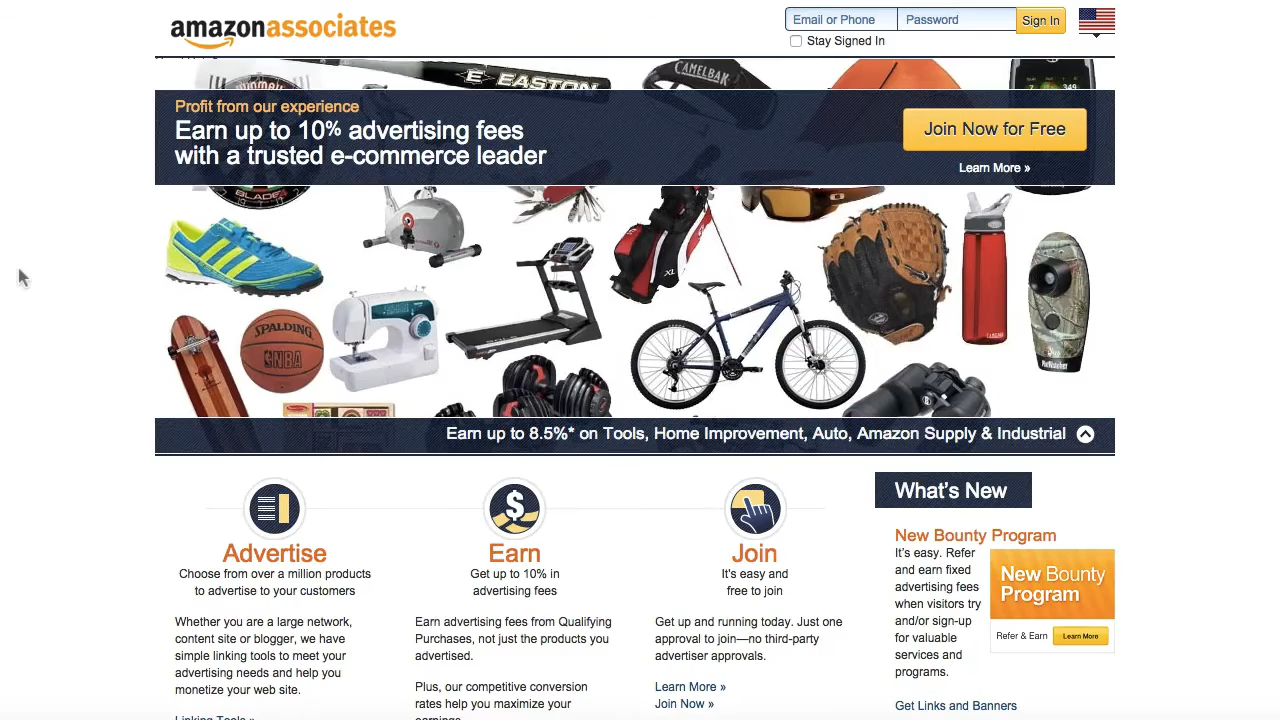 amazonassociates
Email or Phone
Password
Sign In
Stay Signed In
EASTON
CAMELBAK
349
Profit from our experience
Earn up to 10% advertising fees
with a trusted e-commerce leader
Join Now for Free
Learn More »
BLADE
XL
SPALDING
NBA
CAMELBAK
Earn up to 8.5%* on Tools, Home Improvement, Auto, Amazon Supply & Industrial
Advertise
Choose from over a million products
to advertise to your customers
Whether you are a large network,
content site or blogger, we have
simple linking tools to meet your
advertising needs and help you
monetize your web site.
Linking Tools »
Earn
Get up to 10% in
advertising fees
Earn advertising fees from Qualifying
Purchases, not just the products you
advertised.
Plus, our competitive conversion
rates help you maximize your
earnings.
Join
It's easy and
free to join
Get up and running today. Just one
approval to join—no third-party
advertiser approvals.
Learn More »
Join Now »
What's New
New Bounty Program
It's easy. Refer
and earn fixed
advertising fees
when visitors try
and/or sign-up
for valuable
services and
programs.
New Bounty
Program
Refer & Earn
Learn More
Get Links and Banners